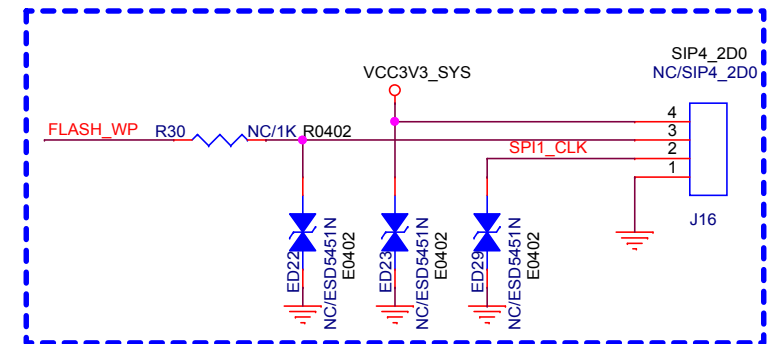 SIP4_2D0
NC/SIP4_2D0
VCC3V3_SYS
4
FLASH_WP R30 NC/1K R0402
3
SPI1_CLK
2
1
J16
ED22
NC/ESD5451N
E0402
ED23
NC/ESD5451N
E0402
ED29
NC/ESD5451N
E0402